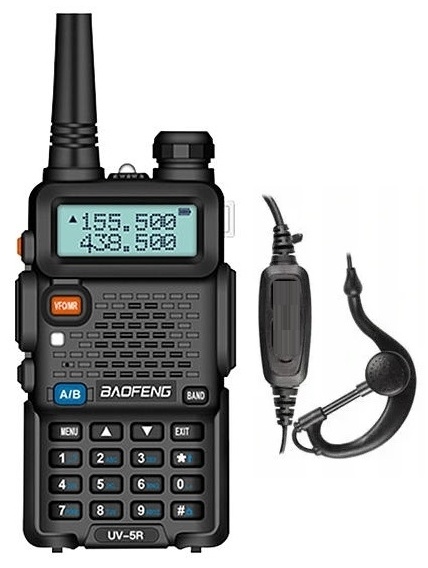 ▲155.500
438.500
VFO/MR
A/B
BAOFENG
BAND
MENU ▲ ▼ EXIT
1 2 3 *
4 5 6 0
7 8 9 #
UV-5R